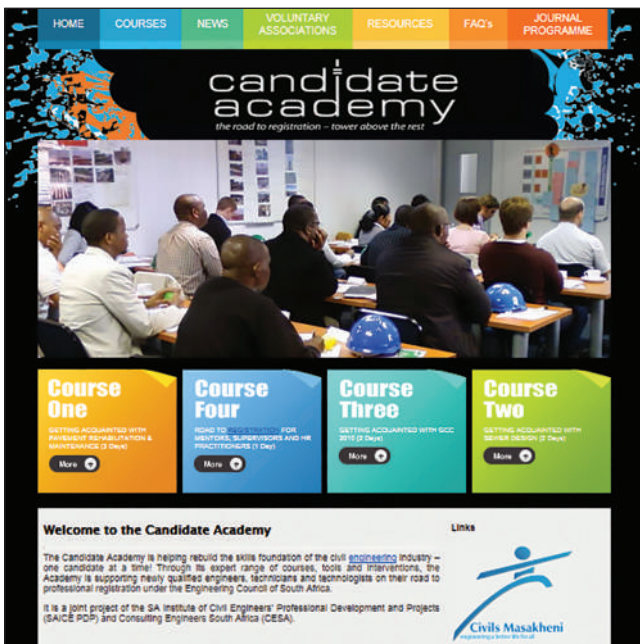 HOME
COURSES
NEWS
VOLUNTARY
ASSOCIATIONS
RESOURCES
FAQ's
JOURNAL
PROGRAMME
candidate
academy
the road to registration – tower above the rest
Course
One
GETTING ACQUAINTED WITH
PAVEMENT REHABILITATION &
MAINTENANCE (3 Days)
More
Course
Four
ROAD TO REGISTRATION FOR
MENTORS, SUPERVISORS AND HR
PRACTITIONERS (1 Day)
More
Course
Three
GETTING ACQUAINTED WITH GCC
2010 (2 Days)
More
Course
Two
GETTING ACQUAINTED WITH
SEWER DESIGN (2 Days)
More
Welcome to the Candidate Academy
The Candidate Academy is helping rebuild the skills foundation of the civil engineering industry –
one candidate at a time! Through its expert range of courses, tools and interventions, the
Academy is supporting newly qualified engineers, technicians and technologists on their road to
professional registration under the Engineering Council of South Africa.
It is a joint project of the SA Institute of Civil Engineers' Professional Development and Projects
(SAICE PDP) and Consulting Engineers South Africa (CESA).
Links
Civils Masakheni
engineering a better life for all